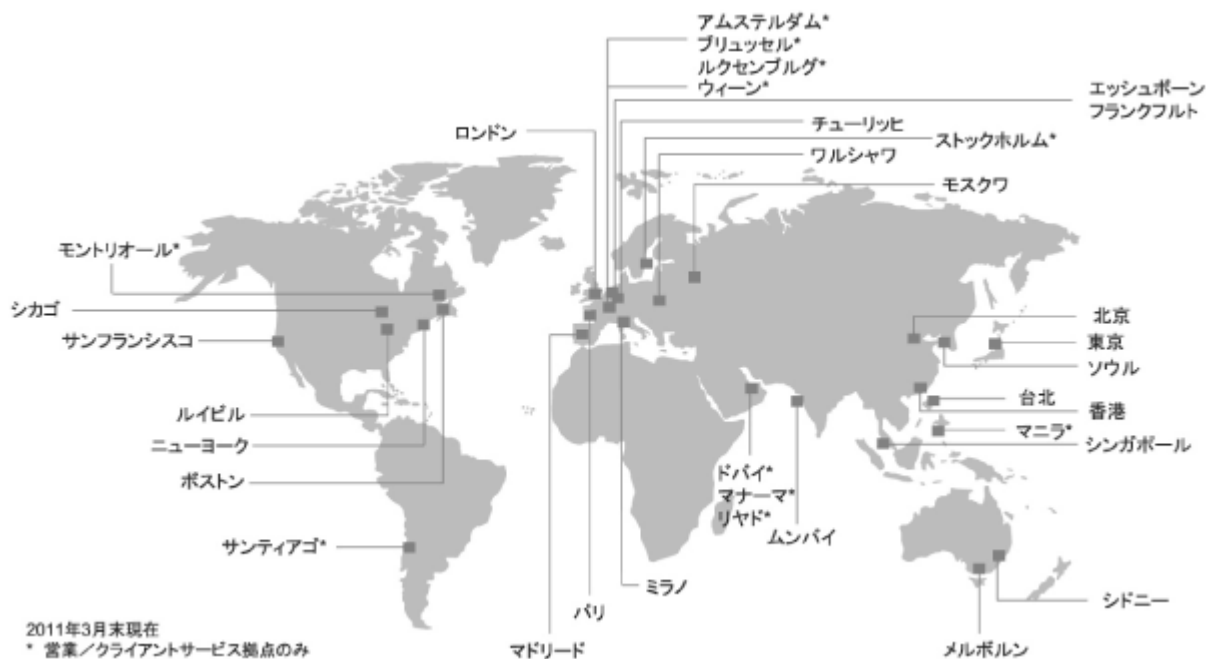 アムステルダム*
ブリュッセル*
ルクセンブルグ*
ウィーン*
エッシュボーン
フランクフルト
ロンドン
チューリッヒ
ストックホルム*
ワルシャワ
モスクワ
モントリオール*
シカゴ
サンフランシスコ
北京
東京
ソウル
ルイビル
台北
香港
ニューヨーク
マニラ*
シンガポール
ボストン
ドバイ*
マナーマ*
リヤド*
ムンバイ
サンティアゴ*
ミラノ
パリ
シドニー
2011年3月末現在
* 営業／クライアントサービス拠点のみ
マドリード
メルボルン